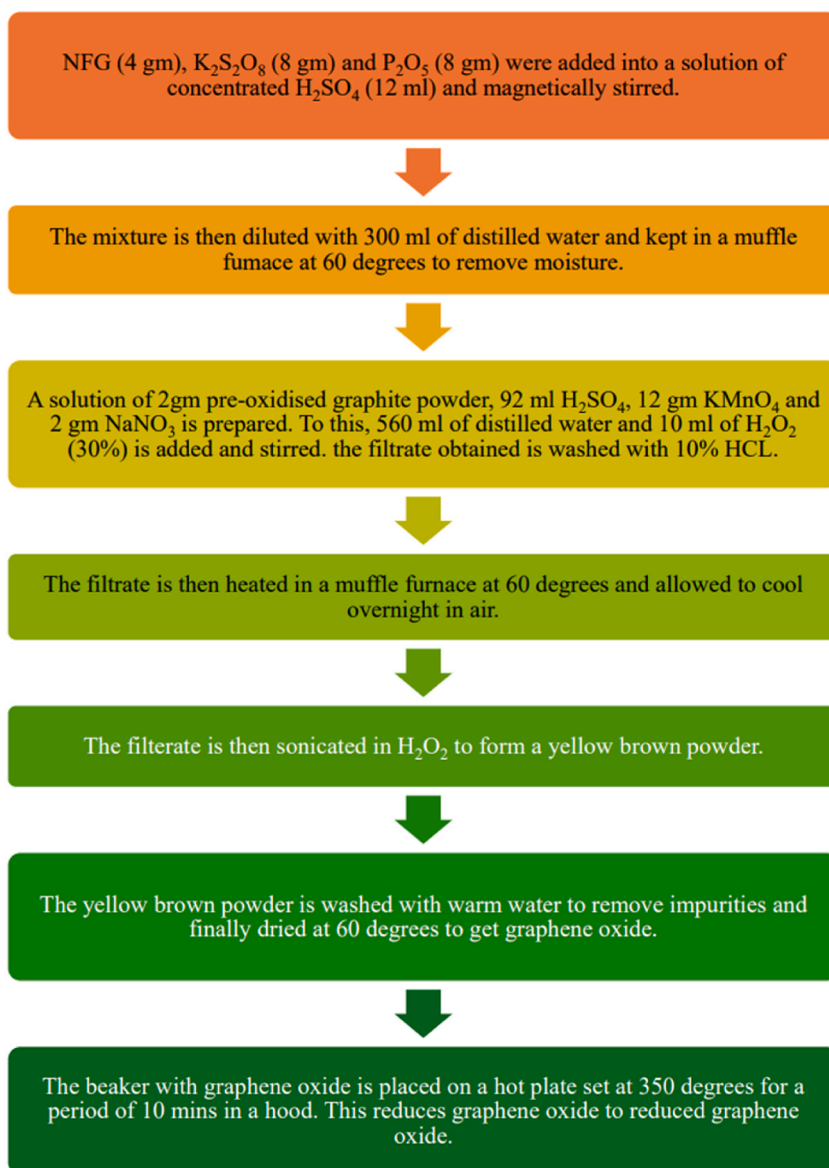 NFG (4 gm), K₂S₂O₈ (8 gm) and P₂O₅ (8 gm) were added into a solution of
concentrated H₂SO₄ (12 ml) and magnetically stirred.
The mixture is then diluted with 300 ml of distilled water and kept in a muffle
fumace at 60 degrees to remove moisture.
A solution of 2gm pre-oxidised graphite powder, 92 ml H₂SO₄, 12 gm KMnO₄ and
2 gm NaNO₃ is prepared. To this, 560 ml of distilled water and 10 ml of H₂O₂
(30%) is added and stirred. the filtrate obtained is washed with 10% HCL.
The filtrate is then heated in a muffle furnace at 60 degrees and allowed to cool
overnight in air.
The filterate is then sonicated in H₂O₂ to form a yellow brown powder.
The yellow brown powder is washed with warm water to remove impurities and
finally dried at 60 degrees to get graphene oxide.
The beaker with graphene oxide is placed on a hot plate set at 350 degrees for a
period of 10 mins in a hood. This reduces graphene oxide to reduced graphene
oxide.